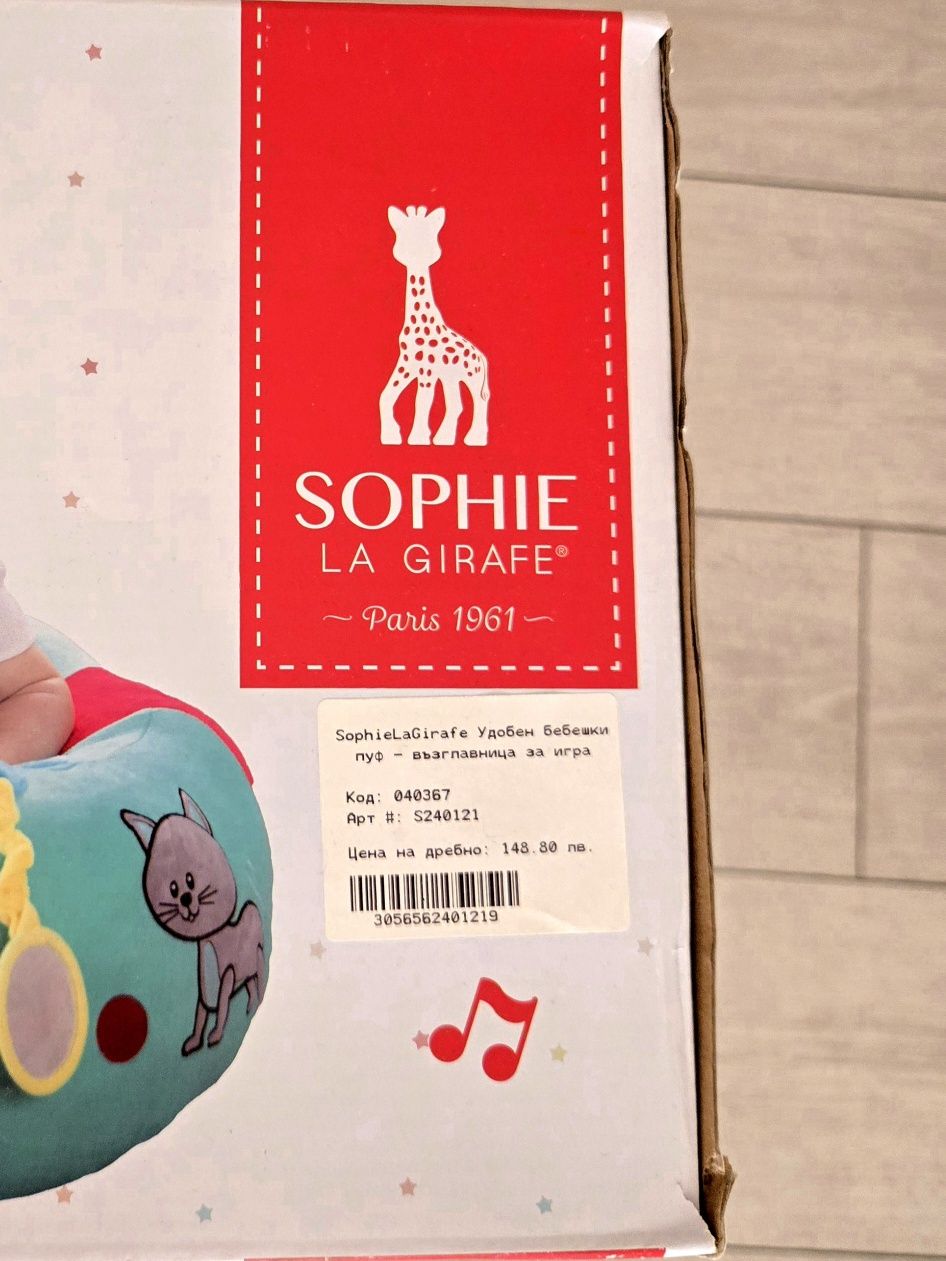 SOPHIE
LA GIRAFE®
~ Paris 1961 ~
SophieLaGirafe Удобен бебешки
пуф – възглавница за игра
Код: 040367
Арт #: S240121
Цена на дребно: 148.80 лв.
3056562401219